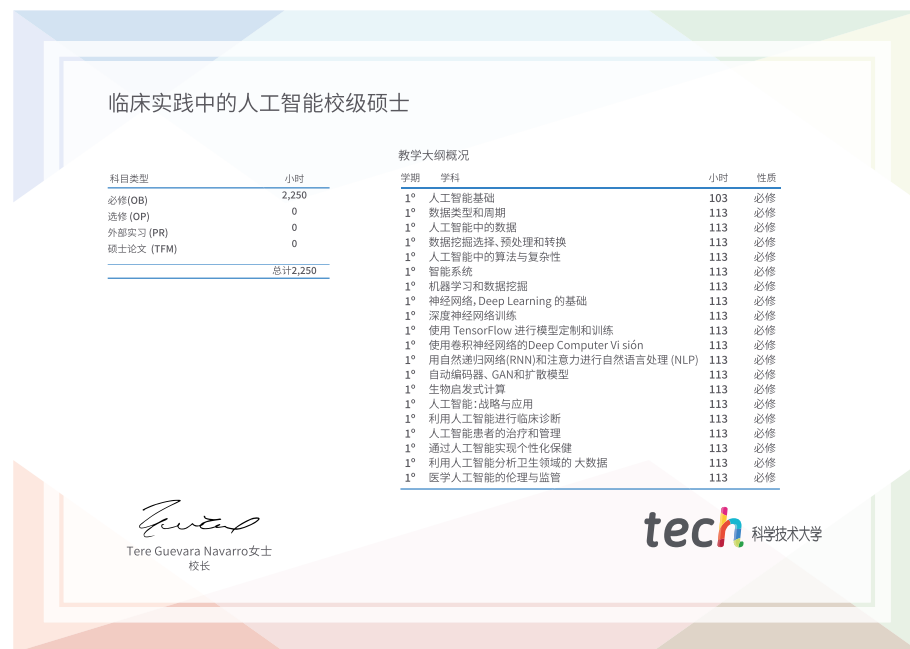 临床实践中的人工智能校级硕士
科目类型 小时
必修(OB) 2,250
选修 (OP) 0
外部实习 (PR) 0
硕士论文 (TFM) 0
总计2,250
教学大纲概况
学期 学科 小时 性质
1º 人工智能基础 103 必修
1º 数据类型和周期 113 必修
1º 人工智能中的数据 113 必修
1º 数据挖掘选择、预处理和转换 113 必修
1º 人工智能中的算法与复杂性 113 必修
1º 智能系统 113 必修
1º 机器学习和数据挖掘 113 必修
1º 神经网络，Deep Learning 的基础 113 必修
1º 深度神经网络训练 113 必修
1º 使用 TensorFlow 进行模型定制和训练 113 必修
1º 使用卷积神经网络的Deep Computer Vi sión 113 必修
1º 用自然递归网络(RNN)和注意力进行自然语言处理 (NLP) 113 必修
1º 自动编码器、GAN和扩散模型 113 必修
1º 生物启发式计算 113 必修
1º 人工智能：战略与应用 113 必修
1º 利用人工智能进行临床诊断 113 必修
1º 人工智能患者的治疗和管理 113 必修
1º 通过人工智能实现个性化保健 113 必修
1º 利用人工智能分析卫生领域的 大数据 113 必修
1º 医学人工智能的伦理与监管 113 必修
Tere Guevara Navarro女士
校长
tech 科学技术大学